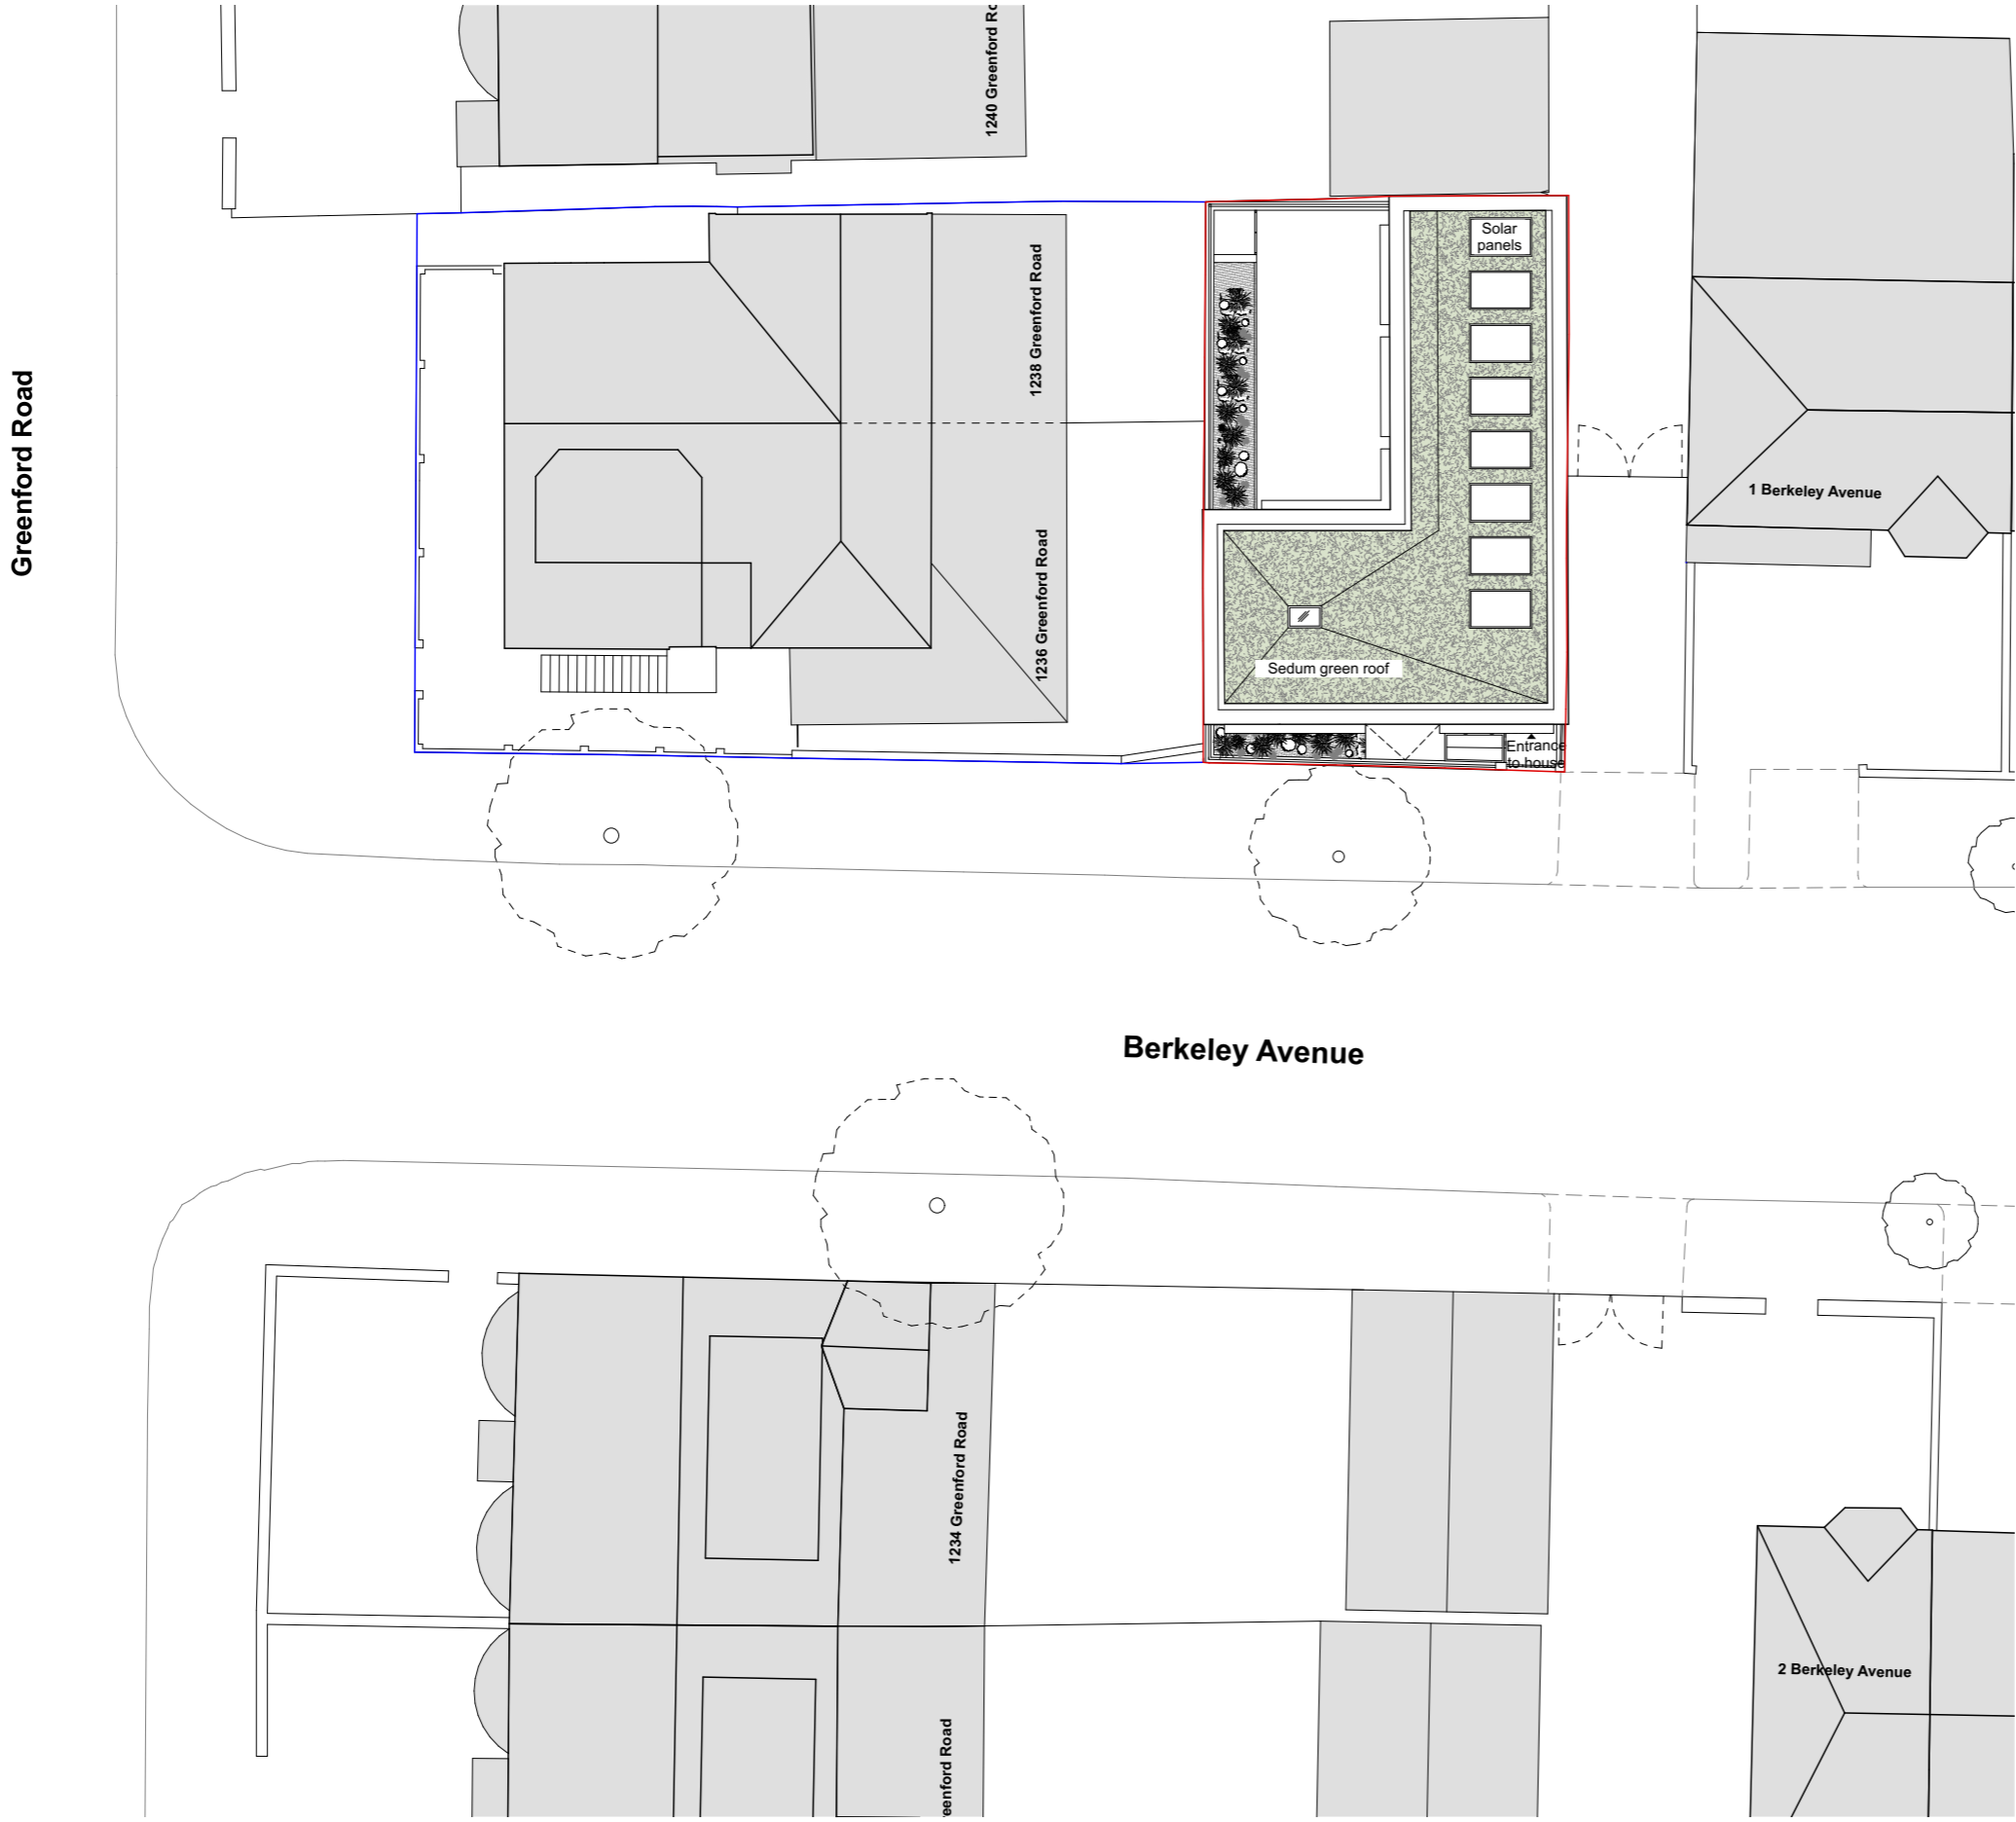 1240 Greenford Ro
Solar
panels
1238 Greenford Road
Greenford Road
1 Berkeley Avenue
1236 Greenford Road
Sedum green roof
Entrance
to house
Berkeley Avenue
1234 Greenford Road
2 Berkeley Avenue
reenford Road